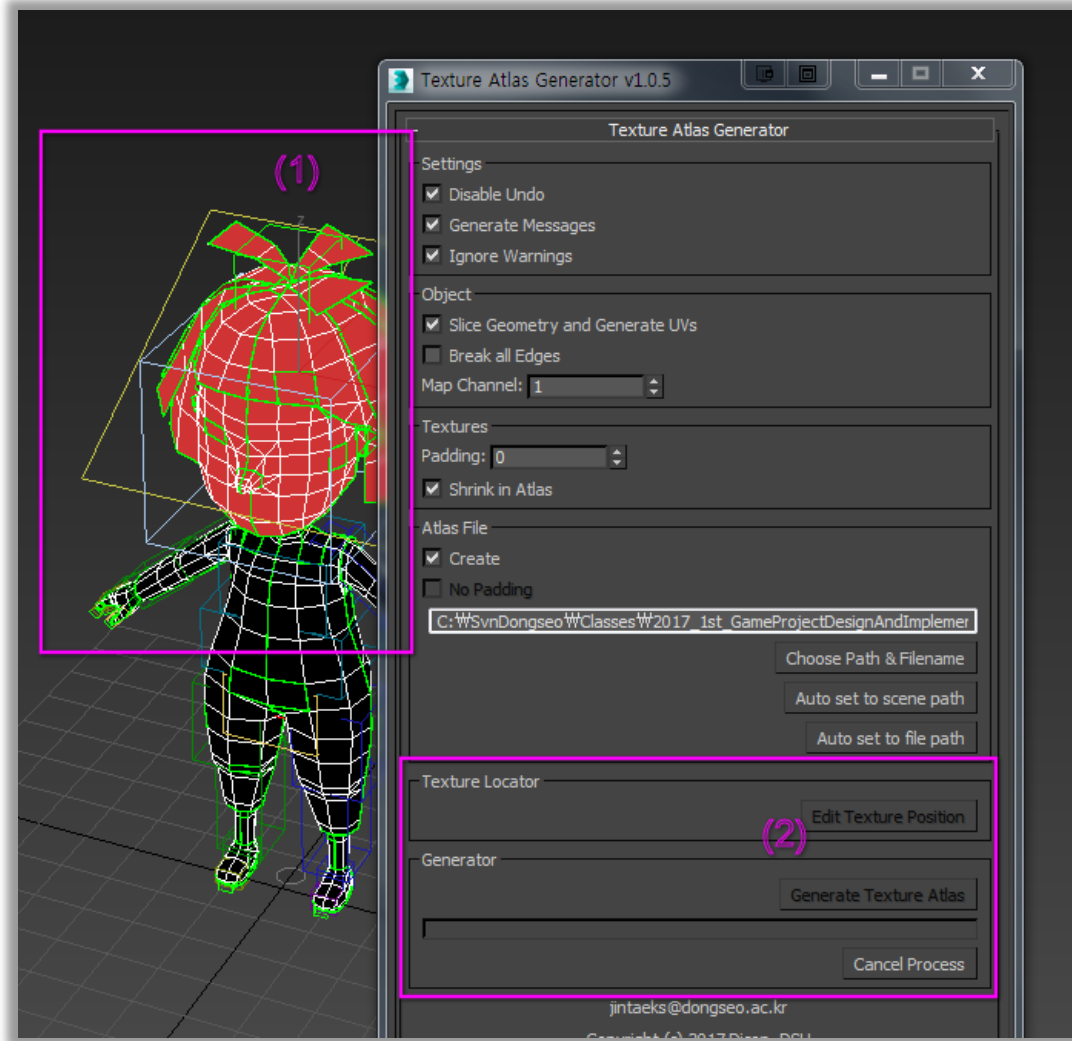 Texture Atlas Generator v1.0.5
Texture Atlas Generator
(1)
Settings
Disable Undo
Generate Messages
Ignore Warnings
z
Object
Slice Geometry and Generate UVs
Break all Edges
Map Channel: 1
Textures
Padding: 0
Shrink in Atlas
Atlas File
Create
No Padding
C:₩SvnDongseo₩Classes₩2017_1st_GameProjectDesignAndImplemer
Choose Path & Filename
Auto set to scene path
Auto set to file path
Texture Locator
Edit Texture Position
(2)
Generator
Generate Texture Atlas
Cancel Process
jintaeks@dongseo.ac.kr
Copyright (c) 2017 DSU